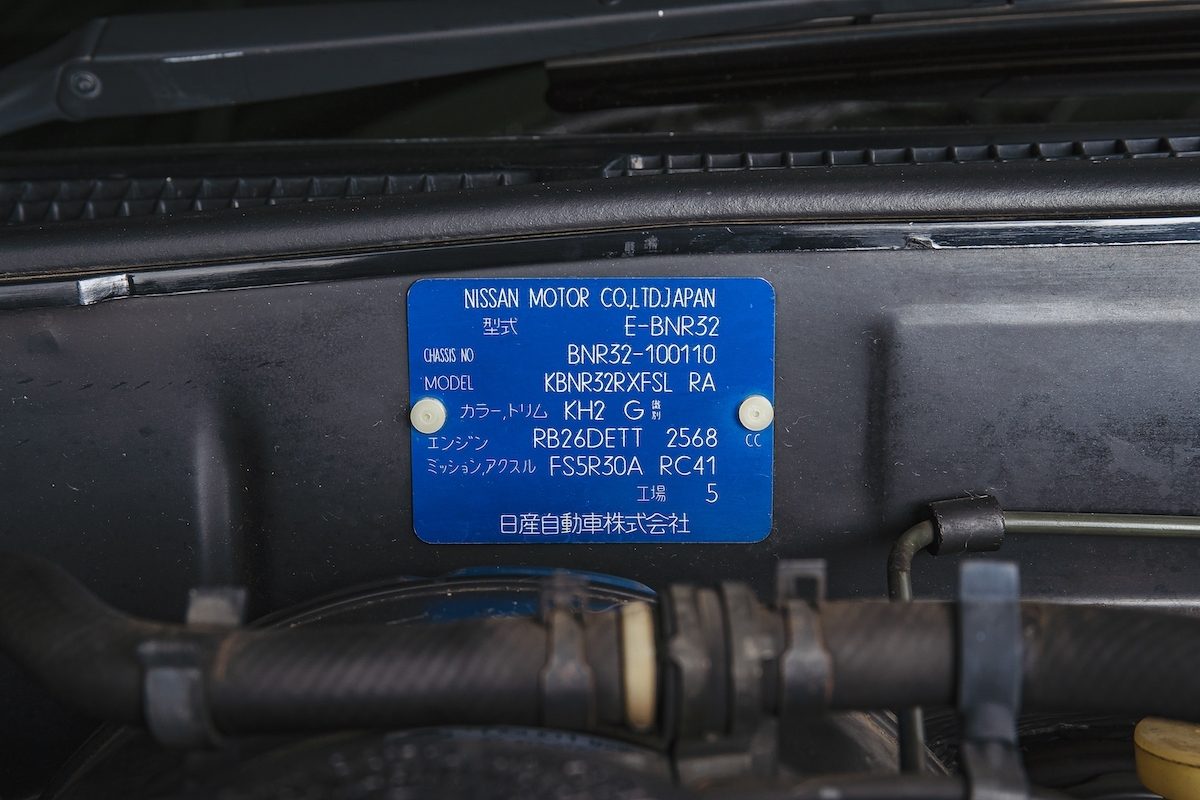 NISSAN MOTOR CO.,LTD.JAPAN
型式 E-BNR32
CHASSIS NO BNR32-100110
MODEL KBNR32RXFSL RA
カラー,トリム KH2 G 識別
エンジン RB26DETT 2568 CC
ミッション,アクスル FS5R30A RC41
工場 5
日産自動車株式会社